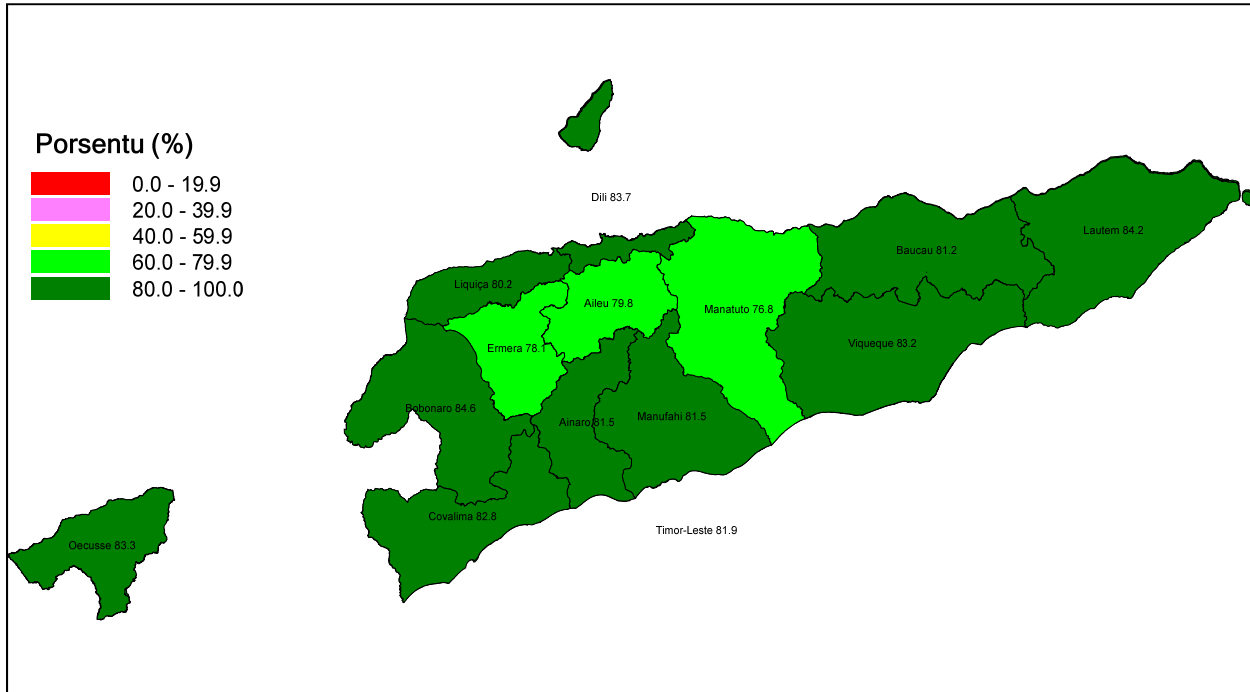 Porsentu (%)
0.0 - 19.9
20.0 - 39.9
40.0 - 59.9
60.0 - 79.9
80.0 - 100.0
Dili 83.7
Lautem 84.2
Baucau 81.2
Liquiça 80.2
Aileu 79.8
Manatuto 76.8
Viqueque 83.2
Ermera 78.1
Bobonaro 84.6
Ainaro 81.5
Manufahi 81.5
Covalima 82.8
Timor-Leste 81.9
Oecusse 83.3